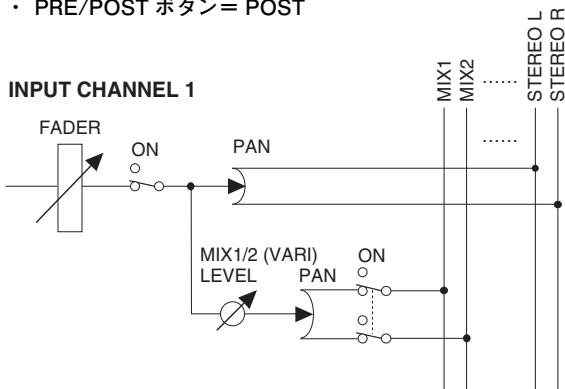 ・ PRE/POST ボタン＝ POST
INPUT CHANNEL 1
MIX1
MIX2
……
STEREO L
STEREO R
……
FADER
ON
PAN
MIX1/2 (VARI)
LEVEL
PAN
ON